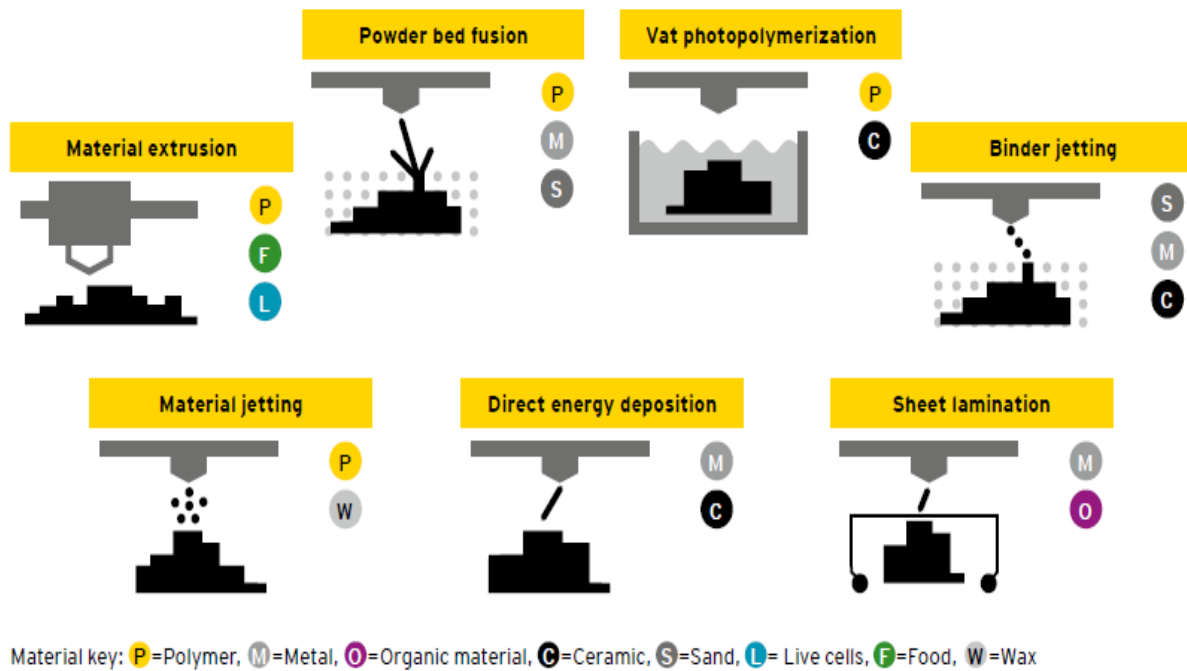 Powder bed fusion
P
M
S
Vat photopolymerization
P
C
Material extrusion
P
F
L
Binder jetting
S
M
C
Material jetting
P
W
Direct energy deposition
M
C
Sheet lamination
M
O
Material key: P=Polymer, M=Metal, O=Organic material, C=Ceramic, S=Sand, L= Live cells, F=Food, W=Wax